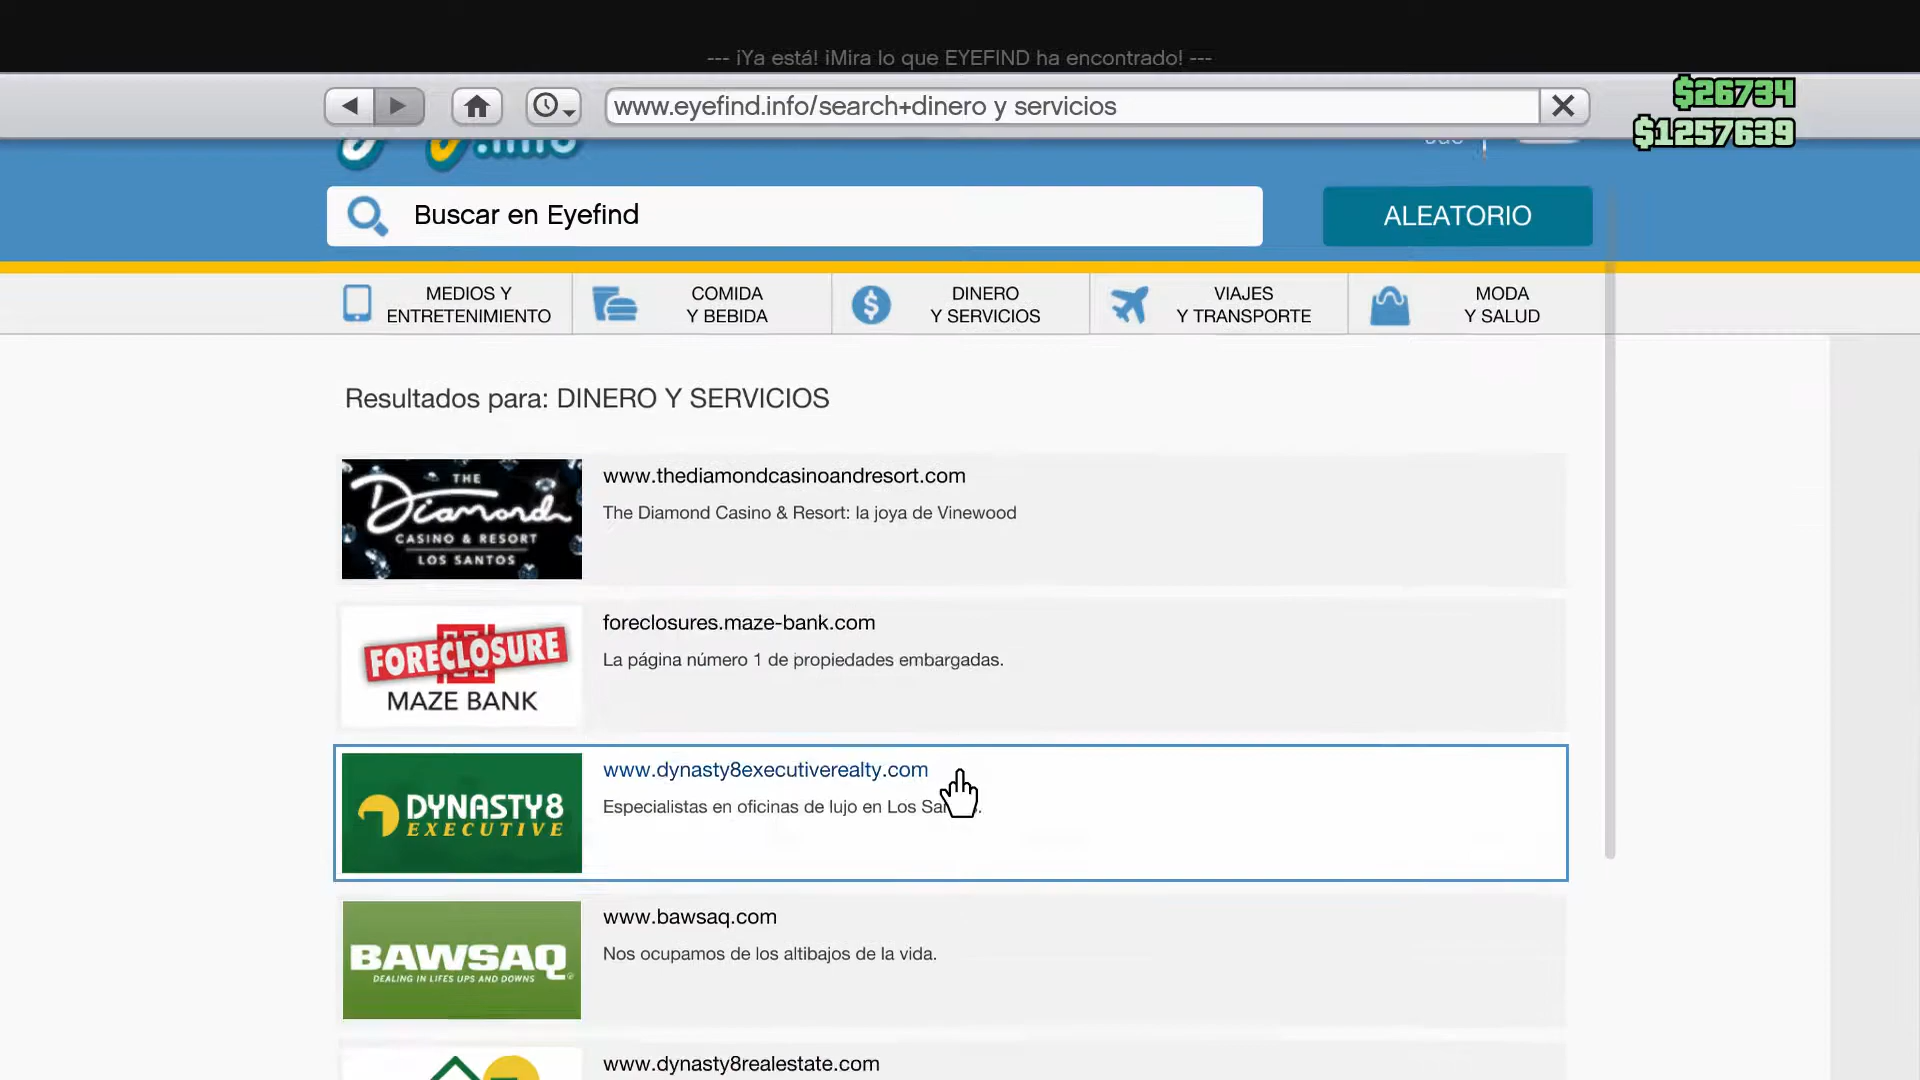 --- ¡Ya está! ¡Mira lo que EYEFIND ha encontrado! ---
www.eyefind.info/search+dinero y servicios
$26734
$1257639
.info
Buscar en Eyefind
ALEATORIO
MEDIOS Y
ENTRETENIMIENTO
COMIDA
Y BEBIDA
DINERO
Y SERVICIOS
VIAJES
Y TRANSPORTE
MODA
Y SALUD
Resultados para: DINERO Y SERVICIOS
THE
Diamond
CASINO & RESORT
LOS SANTOS
www.thediamondcasinoandresort.com
The Diamond Casino & Resort: la joya de Vinewood
FORECLOSURE
MAZE BANK
foreclosures.maze-bank.com
La página número 1 de propiedades embargadas.
DYNASTY8
EXECUTIVE
www.dynasty8executiverealty.com
Especialistas en oficinas de lujo en Los
BAWSAQ
DEALING IN LIFES UPS AND DOWNS
www.bawsaq.com
Nos ocupamos de los altibajos de la vida.
www.dynasty8realestate.com